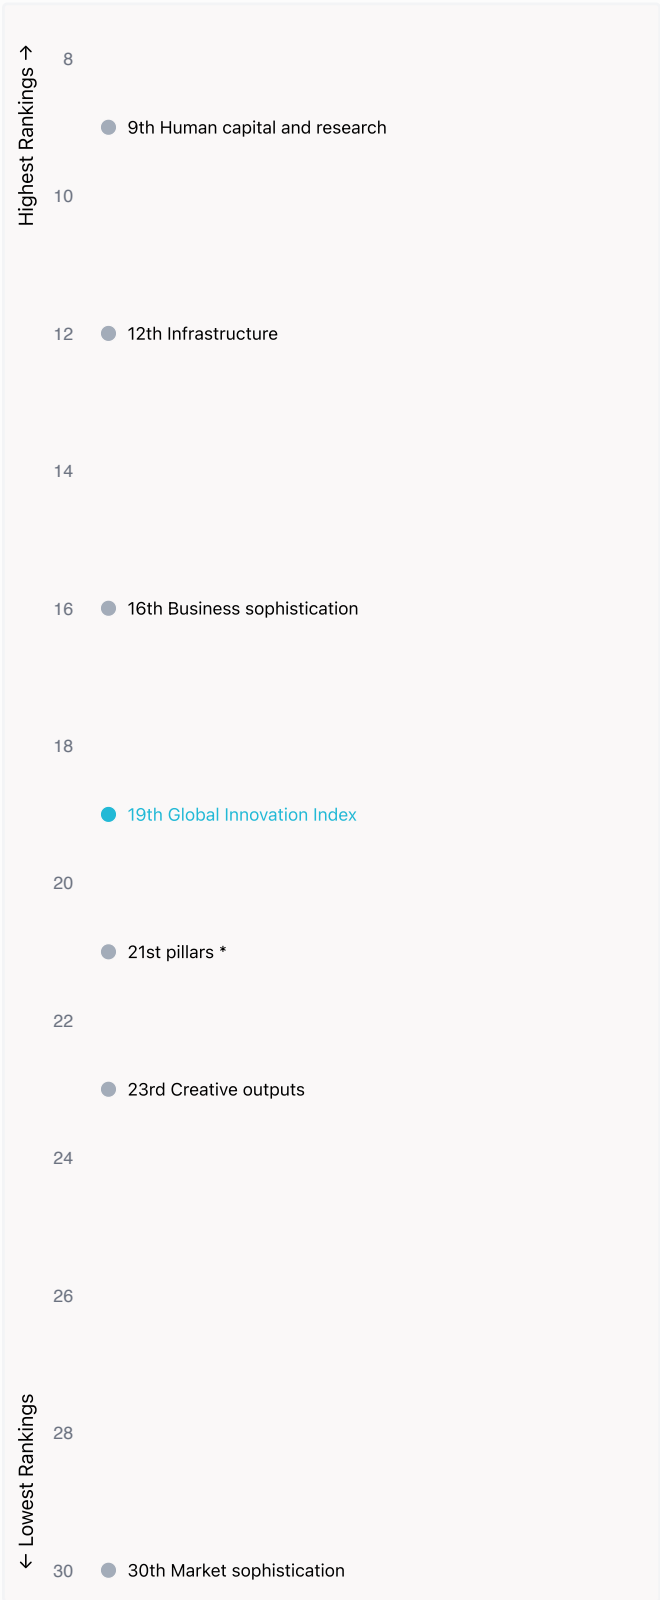 Highest Rankings →
8
9th Human capital and research
10
12
12th Infrastructure
14
16
16th Business sophistication
18
19th Global Innovation Index
20
21st pillars *
22
23rd Creative outputs
24
26
← Lowest Rankings
28
30
30th Market sophistication